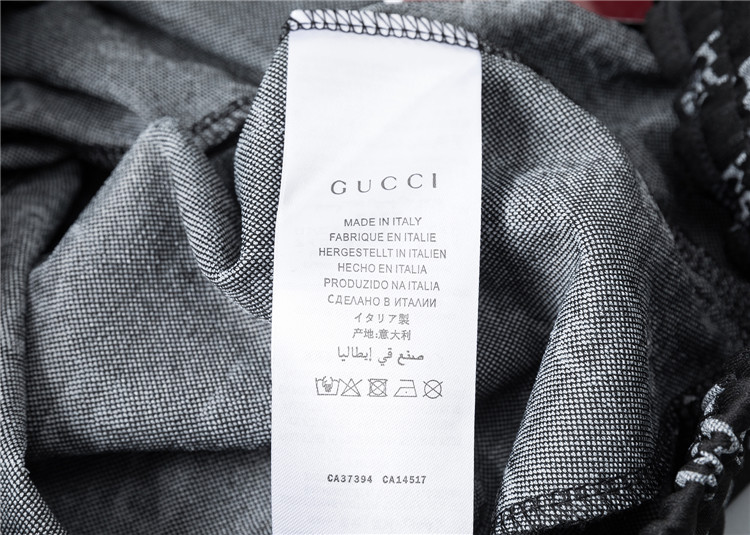 GUCCI
MADE IN ITALY
FABRIQUE EN ITALIE
HERGESTELLT IN ITALIEN
HECHO EN ITALIA
PRODUZIDO NA ITALIA
СДЕЛАНО В ИТАЛИИ
イタリア製
产地:意大利
صنع في إيطاليا
CA37394 CA14517